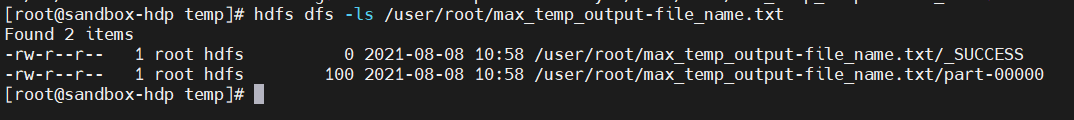 [root@sandbox-hdp temp]# hdfs dfs -ls /user/root/max_temp_output-file_name.txt
Found 2 items
-rw-r--r--   1 root hdfs          0 2021-08-08 10:58 /user/root/max_temp_output-file_name.txt/_SUCCESS
-rw-r--r--   1 root hdfs        100 2021-08-08 10:58 /user/root/max_temp_output-file_name.txt/part-00000
[root@sandbox-hdp temp]#